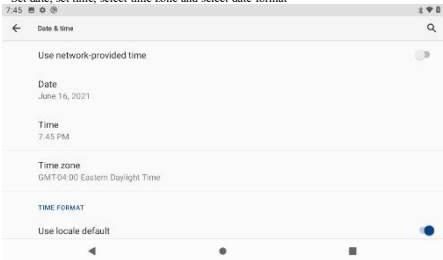 Set date, set time, select time zone and select date format
7:45
Date & time
Use network-provided time
Date
June 16, 2021
Time
7:45 PM
Time zone
GMT-04:00 Eastern Daylight Time
TIME FORMAT
Use locale default